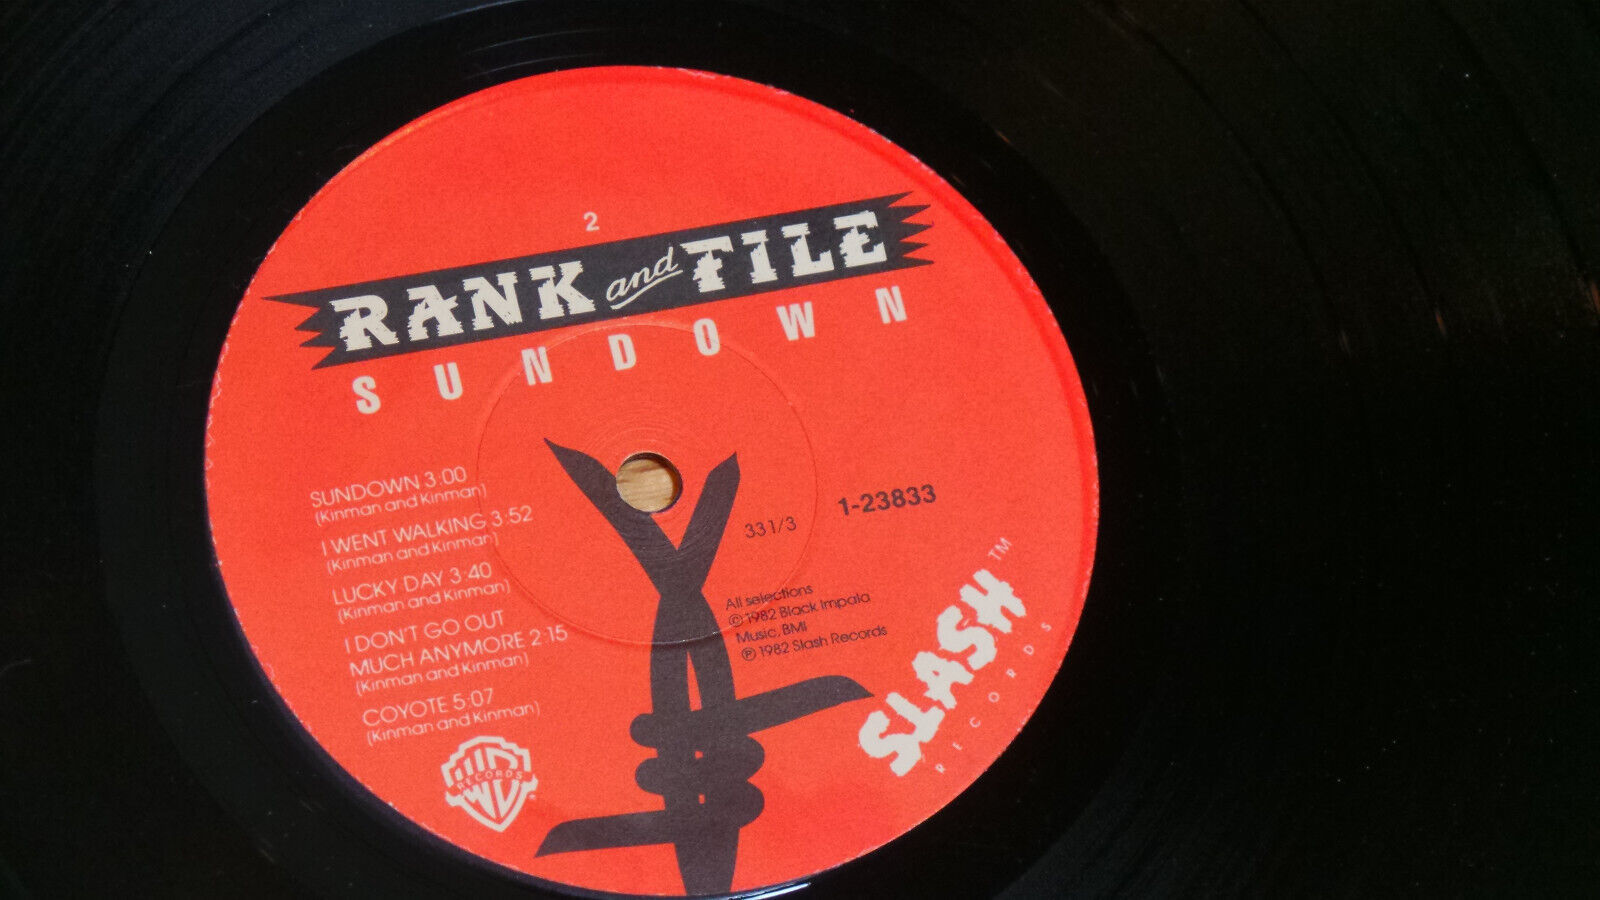 2
RANK and FILE
SUNDOWN
SUNDOWN 3:00
(Kinman and Kinman)
I WENT WALKING 3:52
(Kinman and Kinman)
LUCKY DAY 3:40
(Kinman and Kinman)
I DON'T GO OUT
MUCH ANYMORE 2:15
(Kinman and Kinman)
COYOTE 5:07
(Kinman and Kinman)
33 1/3
1-23833
All selections
© 1982 Black Impala
Music, BMI
℗ 1982 Slash Records
WB
RECORDS
®
SLASH™
RECORDS